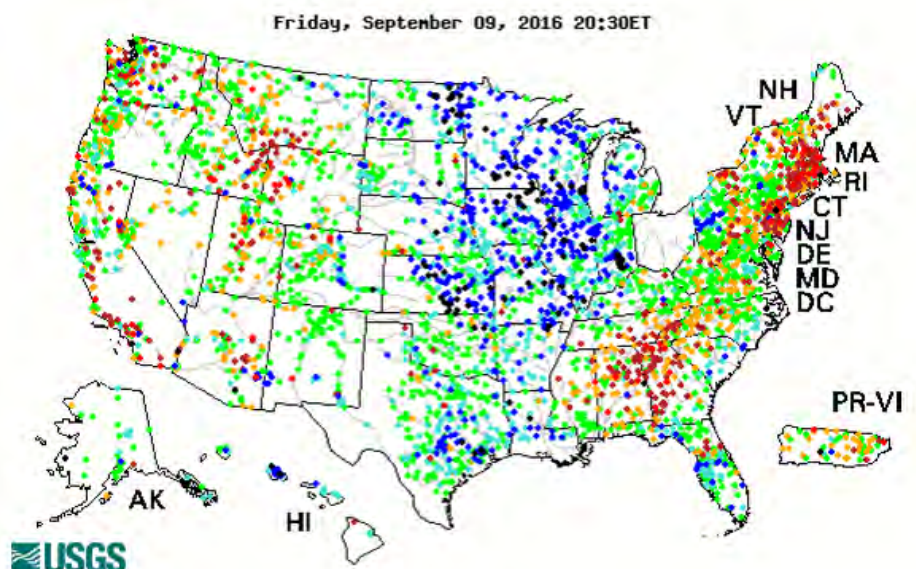 Friday, September 09, 2016 20:30ET
NH
VT
MA
RI
CT
NJ
DE
MD
DC
PR-VI
AK
HI
USGS